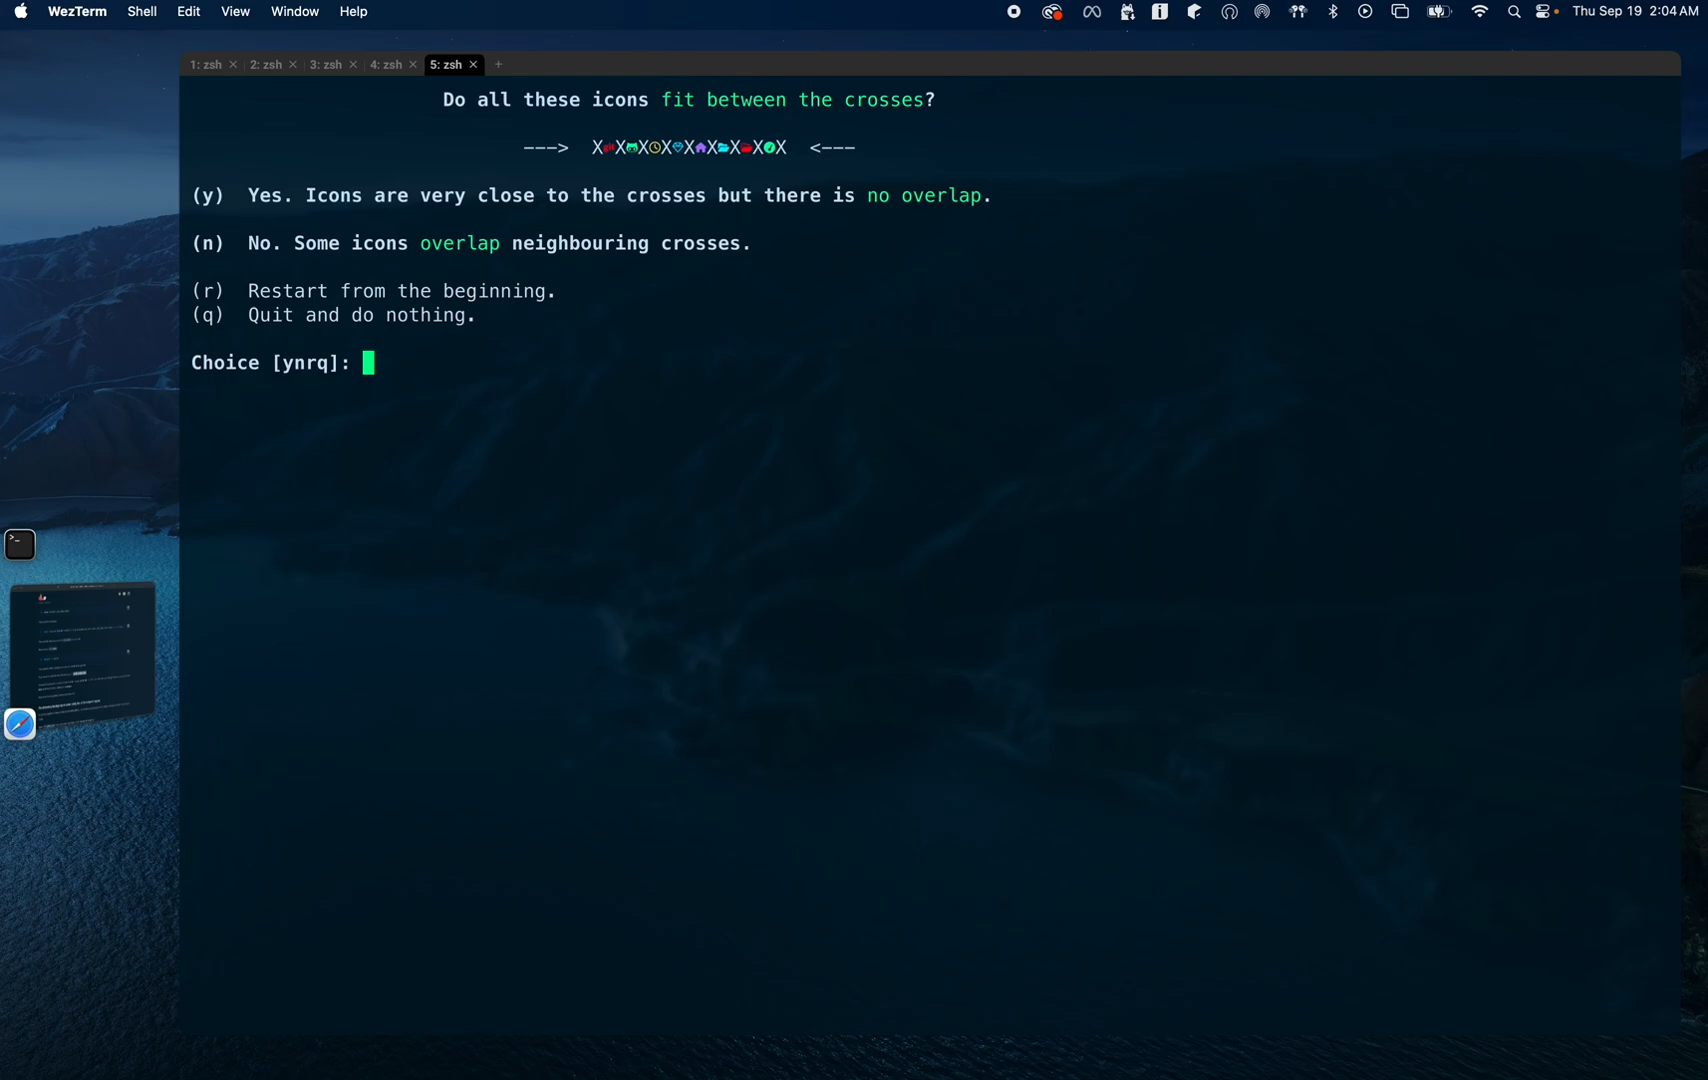 WezTerm Shell Edit View Window Help Thu Sep 19 2:04 AM
1: zsh × 2: zsh × 3: zsh × 4: zsh × 5: zsh × +
Do all these icons fit between the crosses?
---> XgitXXXXXXXX <---
(y) Yes. Icons are very close to the crosses but there is no overlap.
(n) No. Some icons overlap neighbouring crosses.
(r) Restart from the beginning.
(q) Quit and do nothing.
Choice [ynrq]: